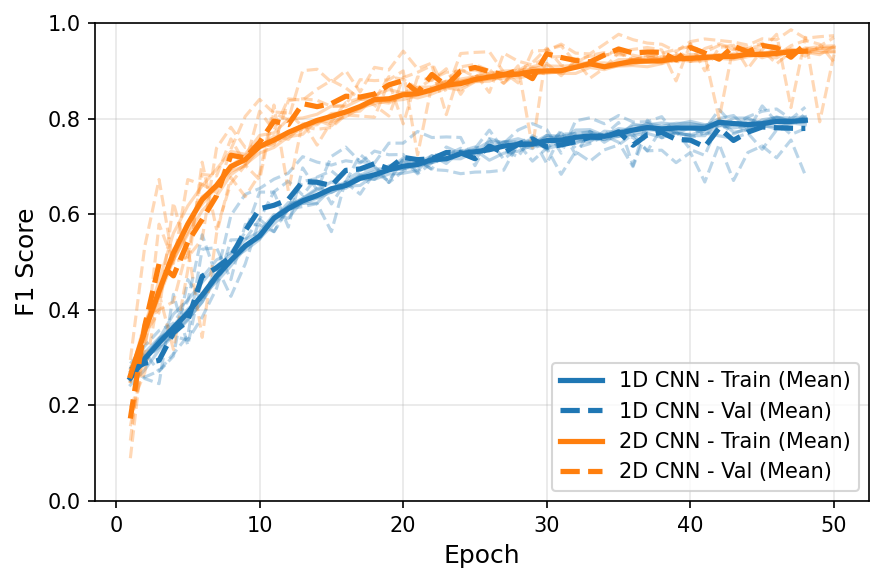 1.0
0.8
0.6
0.4
0.2
0.0
F1 Score
0 10 20 30 40 50
Epoch
1D CNN - Train (Mean)
1D CNN - Val (Mean)
2D CNN - Train (Mean)
2D CNN - Val (Mean)